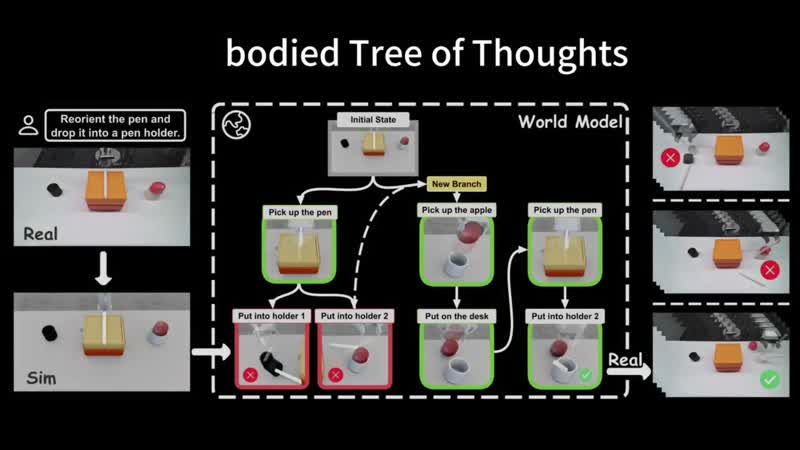 bodied Tree of Thoughts
Reorient the pen and
drop it into a pen holder.
Real
Sim
World Model
Initial State
New Branch
Pick up the pen
Pick up the apple
Pick up the pen
Put into holder 1
Put into holder 2
Put on the desk
Put into holder 2
Real